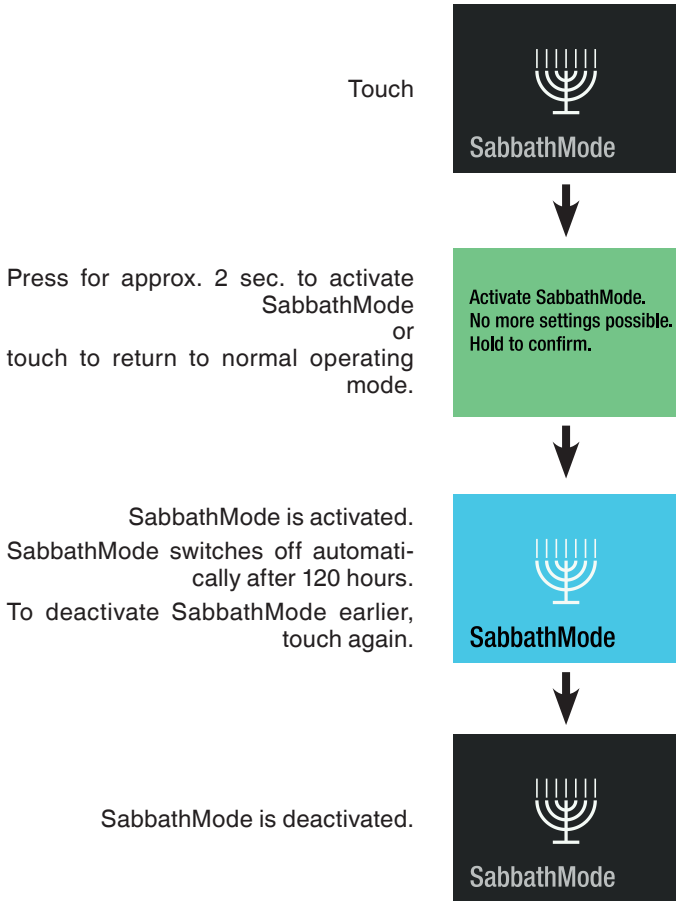 Touch
SabbathMode
Press for approx. 2 sec. to activate
SabbathMode
or
touch to return to normal operating
mode.
Activate SabbathMode.
No more settings possible.
Hold to confirm.
SabbathMode is activated.
SabbathMode switches off automati-
cally after 120 hours.
To deactivate SabbathMode earlier,
touch again.
SabbathMode
SabbathMode is deactivated.
SabbathMode